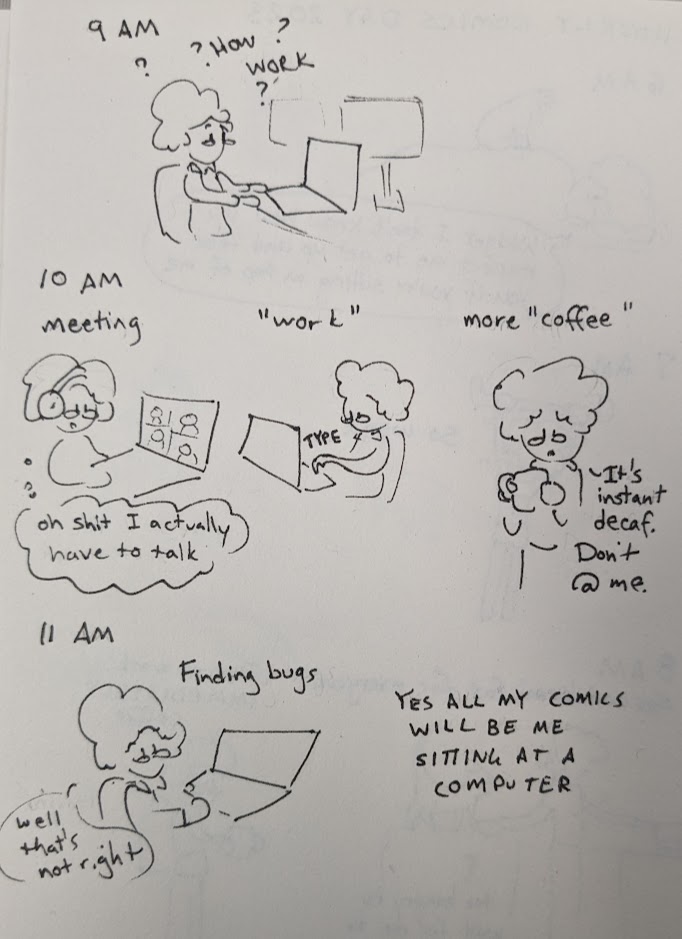 9 AM
? ? HOW ?
WORK
?
10 AM
meeting
"work"
more "coffee"
TYPE
oh shit I actually
have to talk
It's
instant
decaf.
Don't
@ me.
11 AM
Finding bugs
well
that's
not right
YES ALL MY COMICS
WILL BE ME
SITTING AT A
COMPUTER